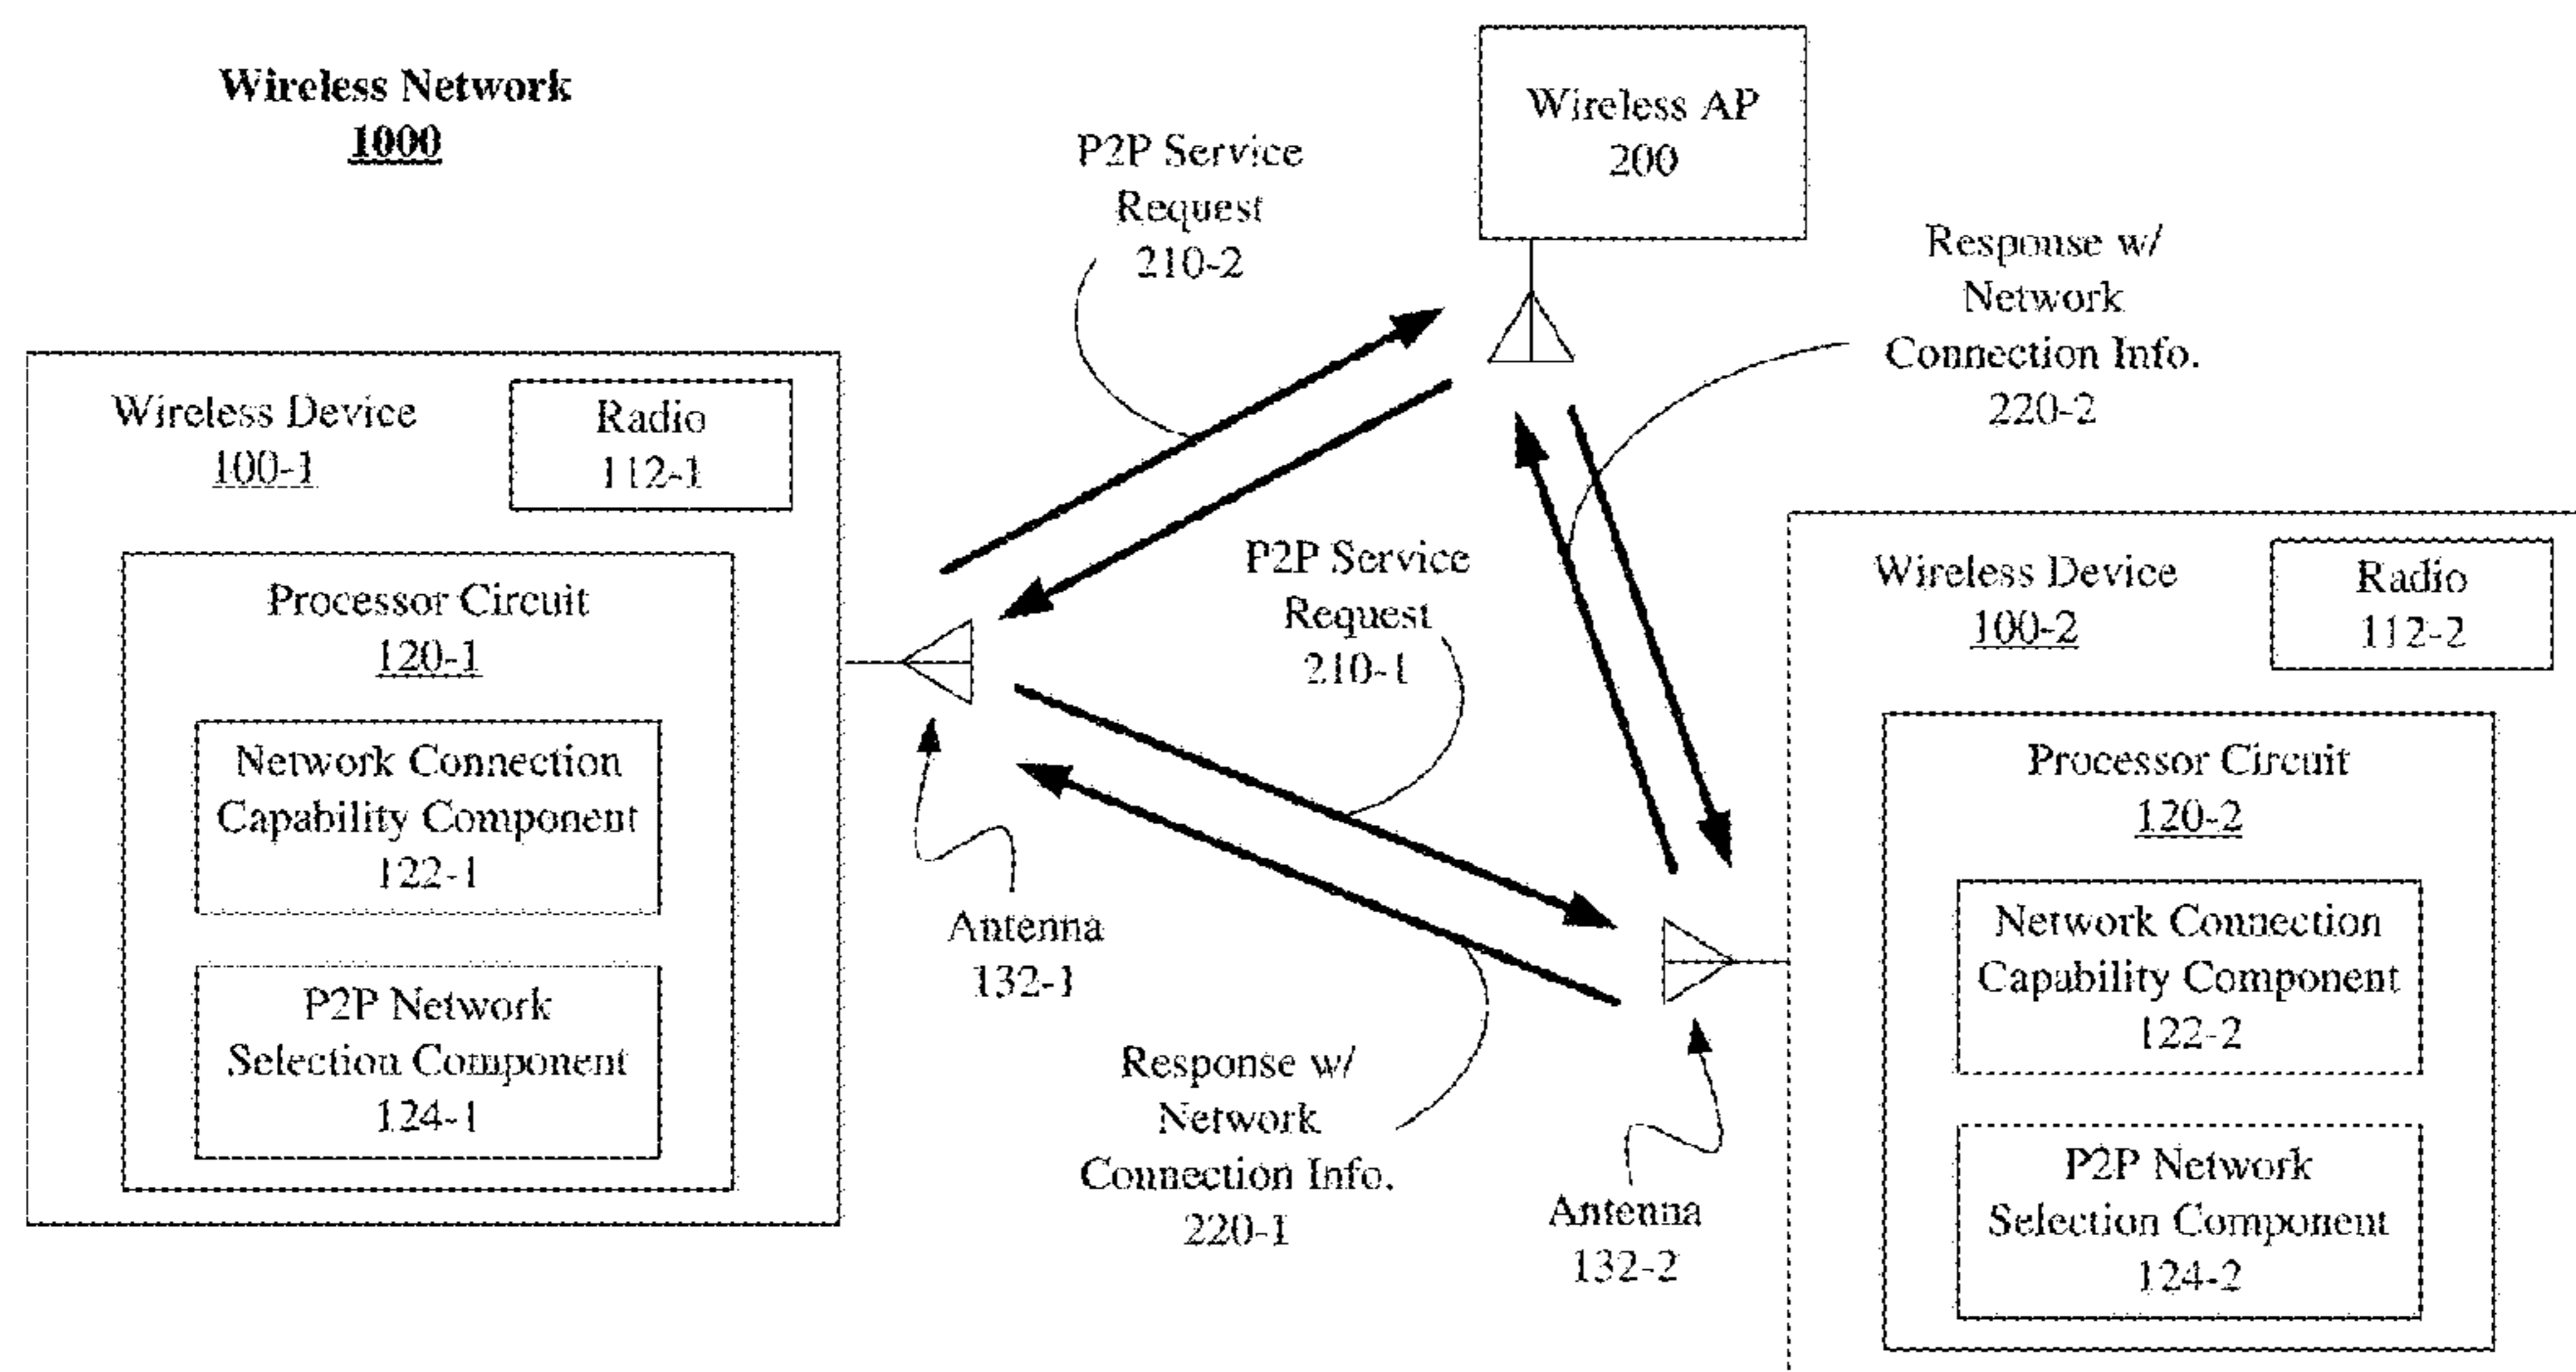 Wireless Network
1000
Wireless AP
200
P2P Service
Request
210-2
Response w/
Network
Connection Info.
220-2
Wireless Device
100-1
Radio
112-1
Processor Circuit
120-1
Network Connection
Capability Component
122-1
P2P Network
Selection Component
124-1
P2P Service
Request
210-1
Antenna
132-1
Response w/
Network
Connection Info.
220-1
Antenna
132-2
Wireless Device
100-2
Radio
112-2
Processor Circuit
120-2
Network Connection
Capability Component
122-2
P2P Network
Selection Component
124-2